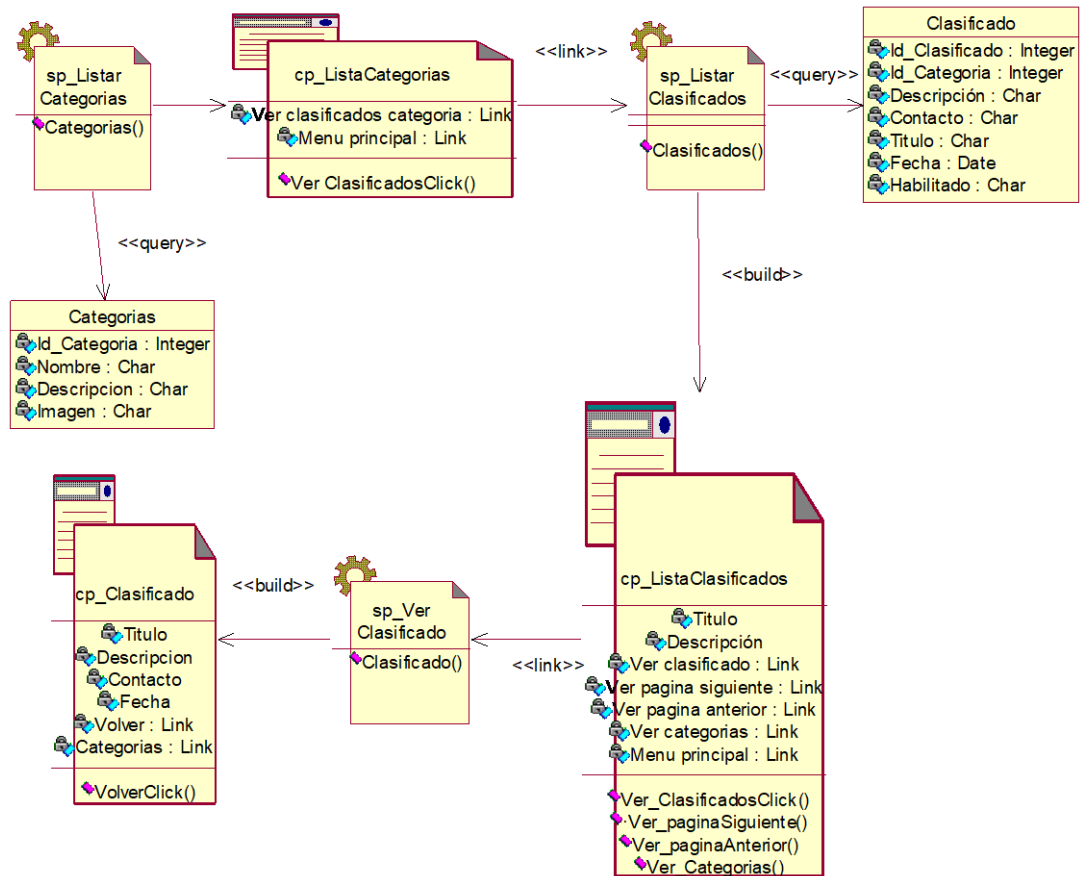 sp_Listar
Categorias
Categorias()
cp_ListaCategorias
Ver clasificados categoria : Link
Menu principal : Link
Ver ClasificadosClick()
<<link>>
sp_Listar
Clasificados
Clasificados()
<<query>>
Clasificado
Id_Clasificado : Integer
Id_Categoria : Integer
Descripción : Char
Contacto : Char
Titulo : Char
Fecha : Date
Habilitado : Char
<<query>>
<<build>>
Categorias
Id_Categoria : Integer
Nombre : Char
Descripcion : Char
Imagen : Char
cp_Clasificado
Titulo
Descripcion
Contacto
Fecha
Volver : Link
Categorias : Link
VolverClick()
<<build>>
sp_Ver
Clasificado
Clasificado()
<<link>>
cp_ListaClasificados
Titulo
Descripción
Ver clasificado : Link
Ver pagina siguiente : Link
Ver pagina anterior : Link
Ver categorias : Link
Menu principal : Link
Ver_ClasificadosClick()
Ver_paginaSiguiente()
Ver_paginaAnterior()
Ver_Categorias()